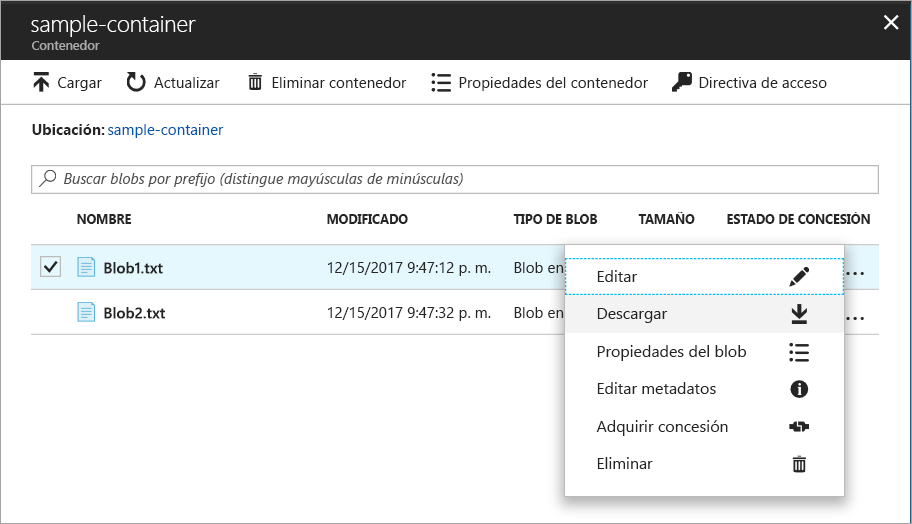 sample-container
Contenedor
Cargar Actualizar Eliminar contenedor Propiedades del contenedor Directiva de acceso
Ubicación: sample-container
Buscar blobs por prefijo (distingue mayúsculas de minúsculas)
NOMBRE MODIFICADO TIPO DE BLOB TAMAÑO ESTADO DE CONCESIÓN
Blob1.txt 12/15/2017 9:47:12 p. m. Blob en ...
Blob2.txt 12/15/2017 9:47:32 p. m. Blob en ...
Editar
Descargar
Propiedades del blob
Editar metadatos
Adquirir concesión
Eliminar